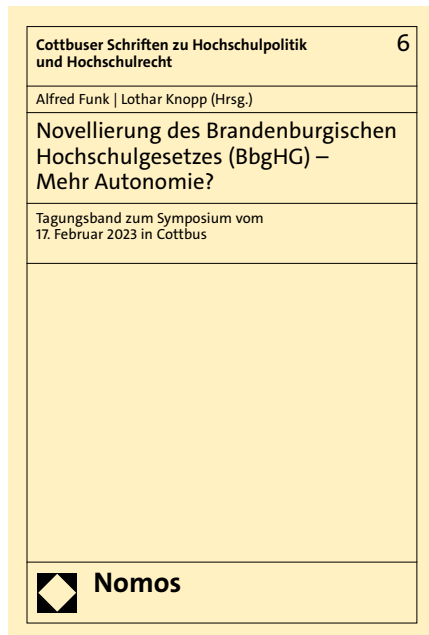 Cottbuser Schriften zu Hochschulpolitik
und Hochschulrecht
6
Alfred Funk | Lothar Knopp (Hrsg.)
Novellierung des Brandenburgischen
Hochschulgesetzes (BbgHG) –
Mehr Autonomie?
Tagungsband zum Symposium vom
17. Februar 2023 in Cottbus
Nomos